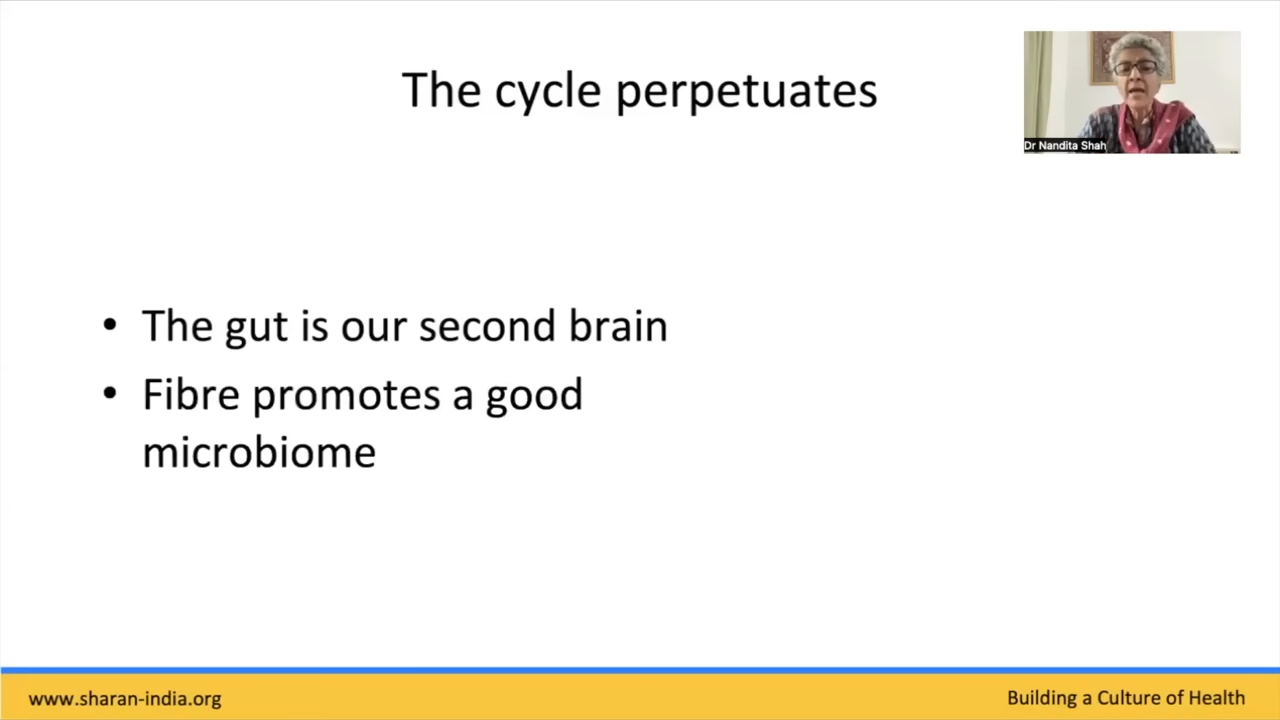 The cycle perpetuates
Dr Nandita Shah
• The gut is our second brain
• Fibre promotes a good
microbiome
www.sharan-india.org
Building a Culture of Health